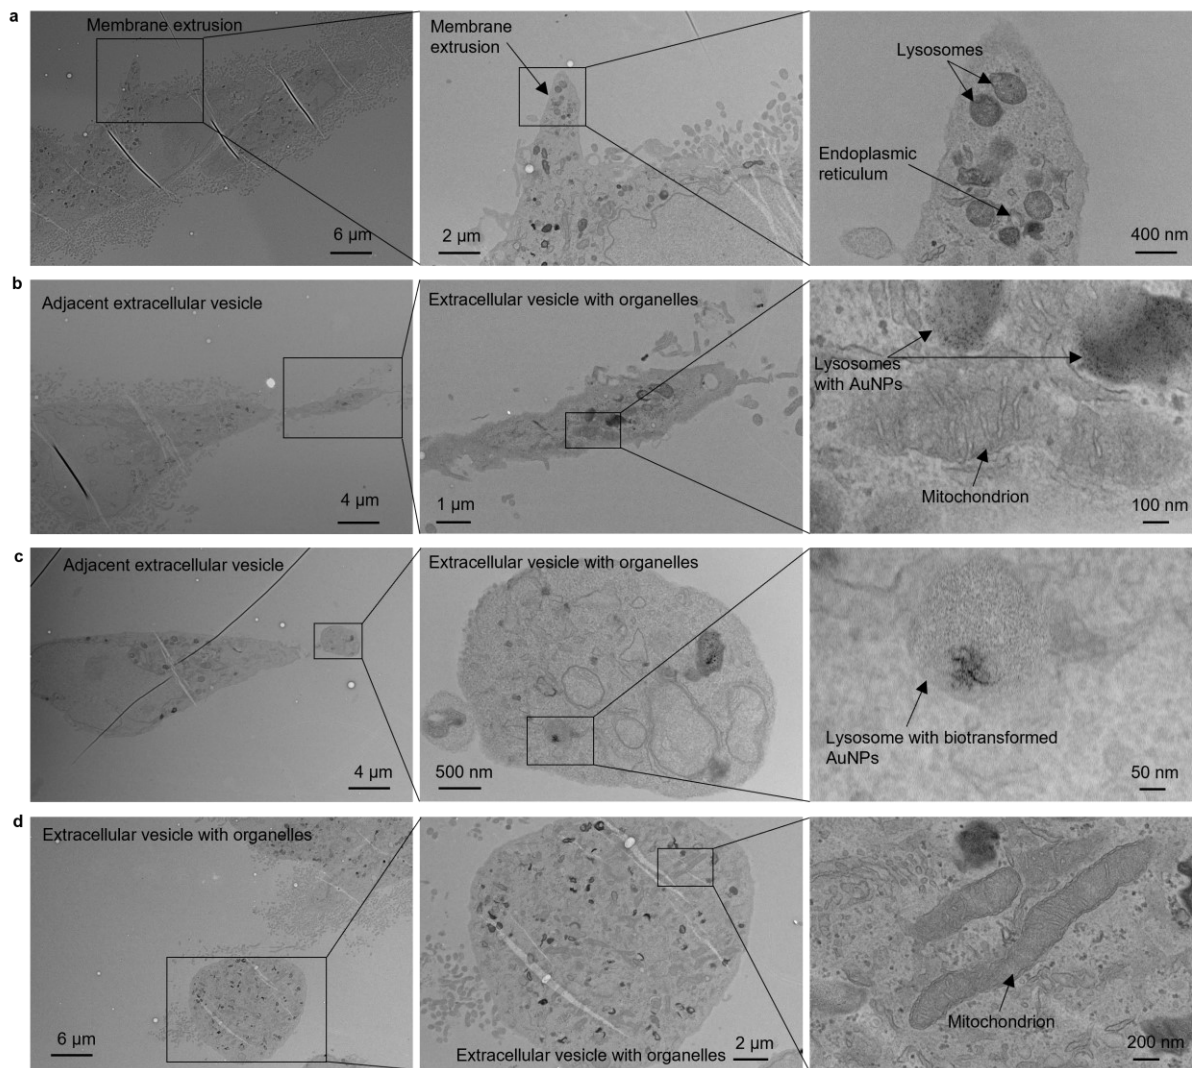 a
Membrane extrusion
6 µm
Membrane
extrusion
2 µm
Lysosomes
Endoplasmic
reticulum
400 nm
b
Adjacent extracellular vesicle
4 µm
Extracellular vesicle with organelles
1 µm
Lysosomes
with AuNPs
Mitochondrion
100 nm
c
Adjacent extracellular vesicle
4 µm
Extracellular vesicle with organelles
500 nm
Lysosome with biotransformed
AuNPs
50 nm
d
Extracellular vesicle with organelles
6 µm
Extracellular vesicle with organelles
2 µm
Mitochondrion
200 nm